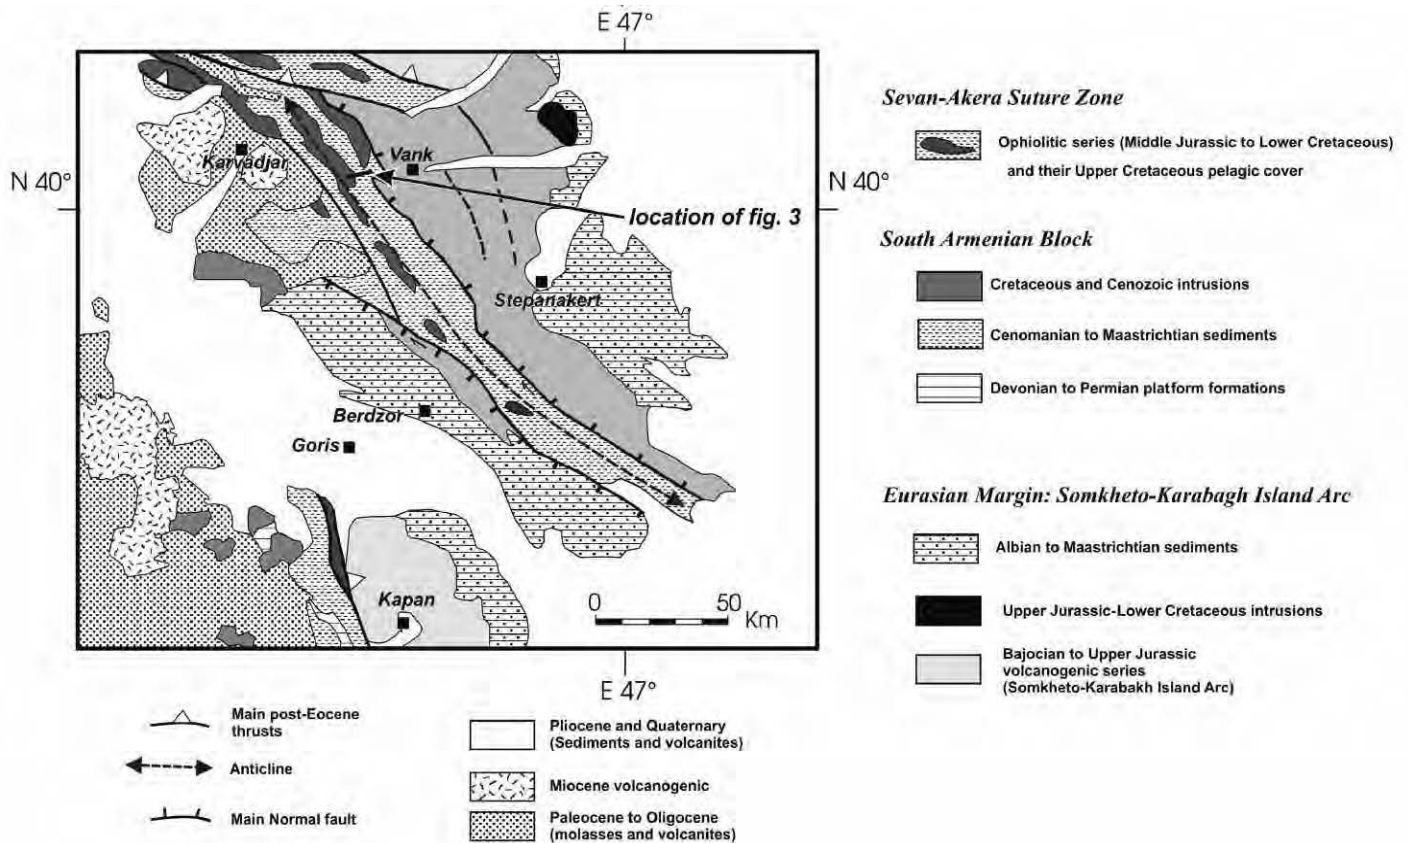 E 47°
Sevan-Akera Suture Zone
Ophiolitic series (Middle Jurassic to Lower Cretaceous)
and their Upper Cretaceous pelagic cover
Karvadjar
Vank
N 40°
N 40°
location of fig. 3
South Armenian Block
Cretaceous and Cenozoic intrusions
Stepanakert
Cenomanian to Maastrichtian sediments
Devonian to Permian platform formations
Berdzor
Goris
Eurasian Margin: Somkheto-Karabagh Island Arc
Albian to Maastrichtian sediments
Kapan
0 50
Km
Upper Jurassic-Lower Cretaceous intrusions
Bajocian to Upper Jurassic
volcanogenic series
(Somkheto-Karabakh Island Arc)
E 47°
Main post-Eocene
thrusts
Anticline
Main Normal fault
Pliocene and Quaternary
(Sediments and volcanites)
Miocene volcanogenic
Paleocene to Oligocene
(molasses and volcanites)